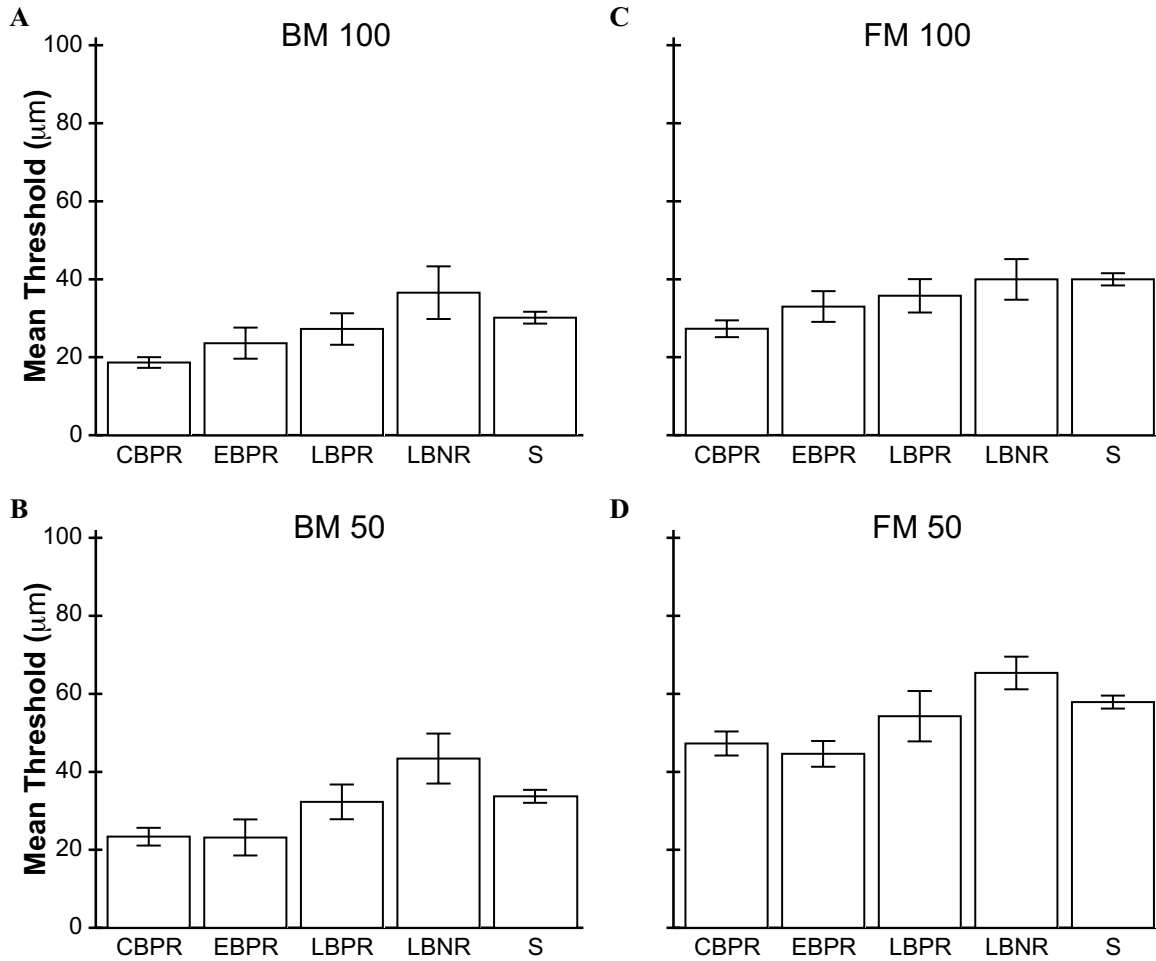 A
BM 100
100
80
60
40
20
0
Mean Threshold (μm)
CBPR EBPR LBPR LBNR S
C
FM 100
CBPR EBPR LBPR LBNR S
B
BM 50
100
80
60
40
20
0
Mean Threshold (μm)
CBPR EBPR LBPR LBNR S
D
FM 50
CBPR EBPR LBPR LBNR S